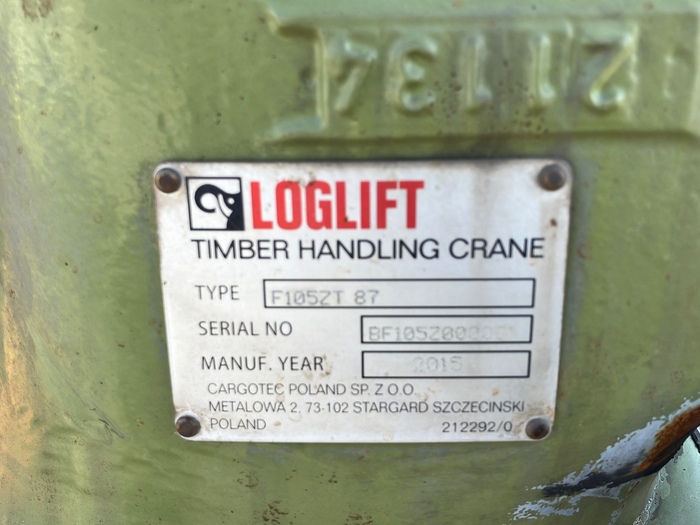 21134
LOGLIFT
TIMBER HANDLING CRANE
TYPE F105ZT 87
SERIAL NO
MANUF. YEAR 2015
CARGOTEC POLAND SP. Z O.O.
METALOWA 2, 73-102 STARGARD SZCZECINSKI
POLAND 212292/0